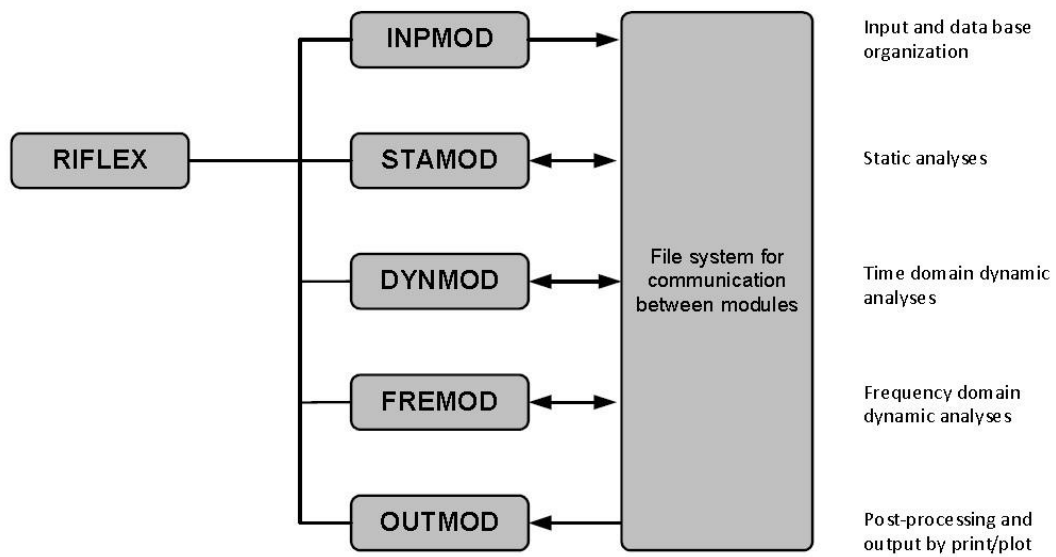 INPMOD
Input and data base
organization
RIFLEX
STAMOD
Static analyses
File system for
communication
between modules
DYNMOD
Time domain dynamic
analyses
FREMOD
Frequency domain
dynamic analyses
OUTMOD
Post-processing and
output by print/plot